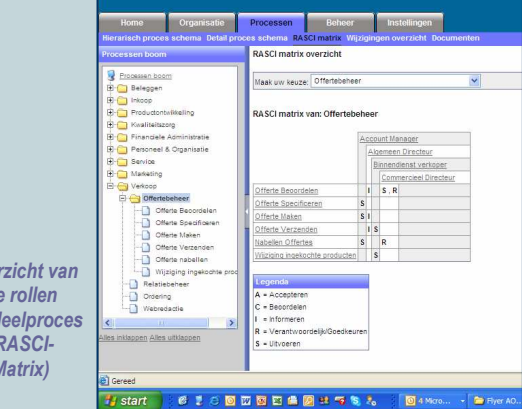 Home Organisatie Processen Beheer Instellingen
Hierarisch proces schema Detail proces schema RASCI matrix Wijzigingen overzicht Documenten
Processen boom
Processen boom
Beleggen
Inkoop
Productontwikkeling
Kwaliteitszorg
Financiele Administratie
Personeel & Organisatie
Service
Marketing
Verkoop
Offertebeheer
Offerte Beoordelen
Offerte Specificeren
Offerte Maken
Offerte Verzenden
Offerte nabellen
Wijziging ingekochte proc
Relatiebeheer
Ordering
Webredactie
Alles inklappen Alles uitklappen
RASCI matrix overzicht
Maak uw keuze: Offertebeheer
RASCI matrix van: Offertebeheer
Account Manager
Algemeen Directeur
Binnendienst verkoper
Commercieel Directeur
Offerte Beoordelen I S , R
Offerte Specificeren S
Offerte Maken S I
Offerte Verzenden I S
Nabellen Offertes S R
Wijziging ingekochte producten S
Legenda
A = Accepteren
C = Beoordelen
I = Informeren
R = Verantwoordelijk/Goedkeuren
S = Uitvoeren
rzicht van
e rollen
deelproces
RASCI-
Matrix)
Gereed
start 4 Micro... Flyer AO..